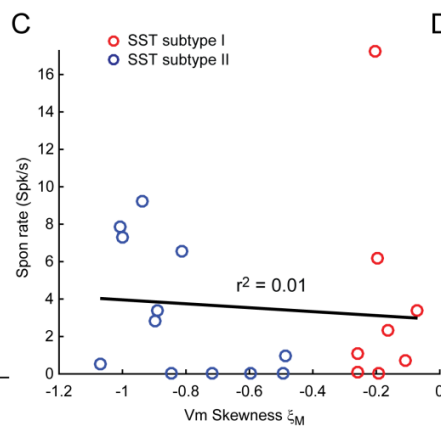 C
D
SST subtype I
SST subtype II
Spon rate (Spk/s)
16
14
12
10
8
6
4
2
0
r² = 0.01
-1.2 -1 -0.8 -0.6 -0.4 -0.2 0
Vm Skewness ξM